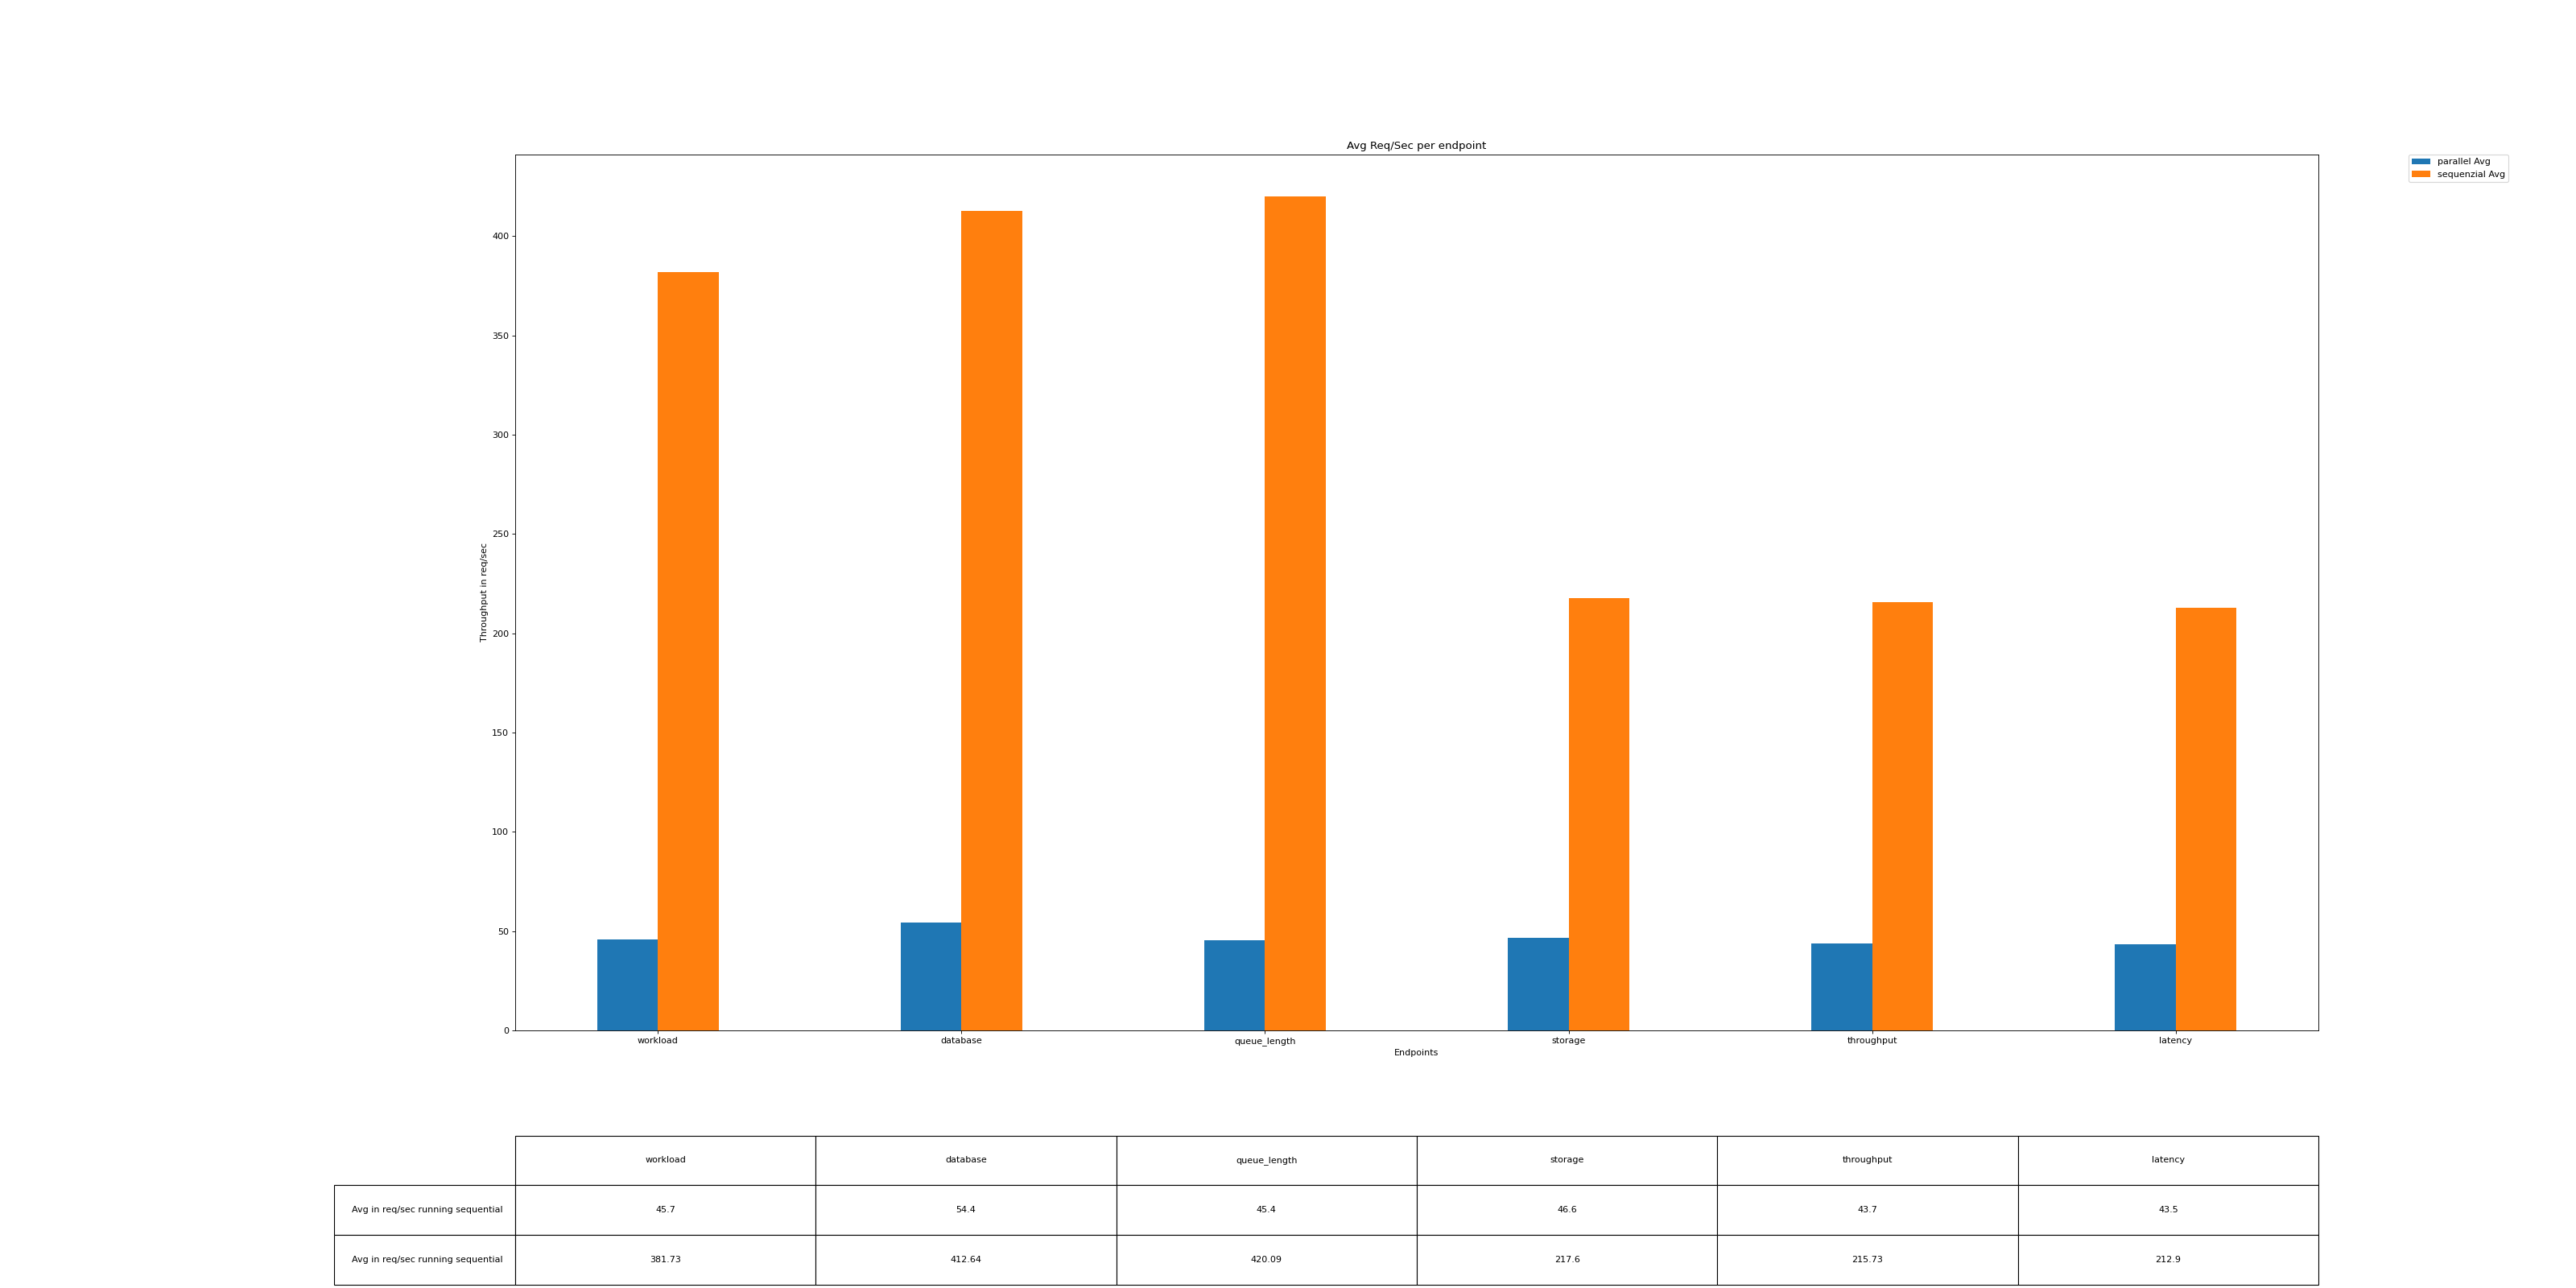 Avg Req/Sec per endpoint
parallel Avg
sequenzial Avg
Throughput in req/sec
400
350
300
250
200
150
100
50
0
workload database queue_length storage throughput latency
Endpoints
workload database queue_length storage throughput latency
Avg in req/sec running sequential 45.7 54.4 45.4 46.6 43.7 43.5
Avg in req/sec running sequential 381.73 412.64 420.09 217.6 215.73 212.9